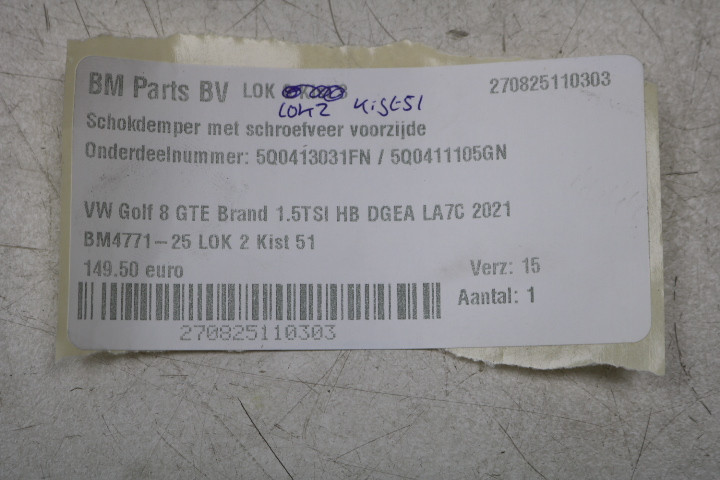 BM Parts BV LOK 270825110303
LOK2 Kist51
Schokdemper met schroefveer voorzijde
Onderdeelnummer: 5Q0413031FN / 5Q0411105GN
VW Golf 8 GTE Brand 1.5TSI HB DGEA LA7C 2021
BM4771-25 LOK 2 Kist 51
149.50 euro Verz: 15
Aantal: 1
270825110303